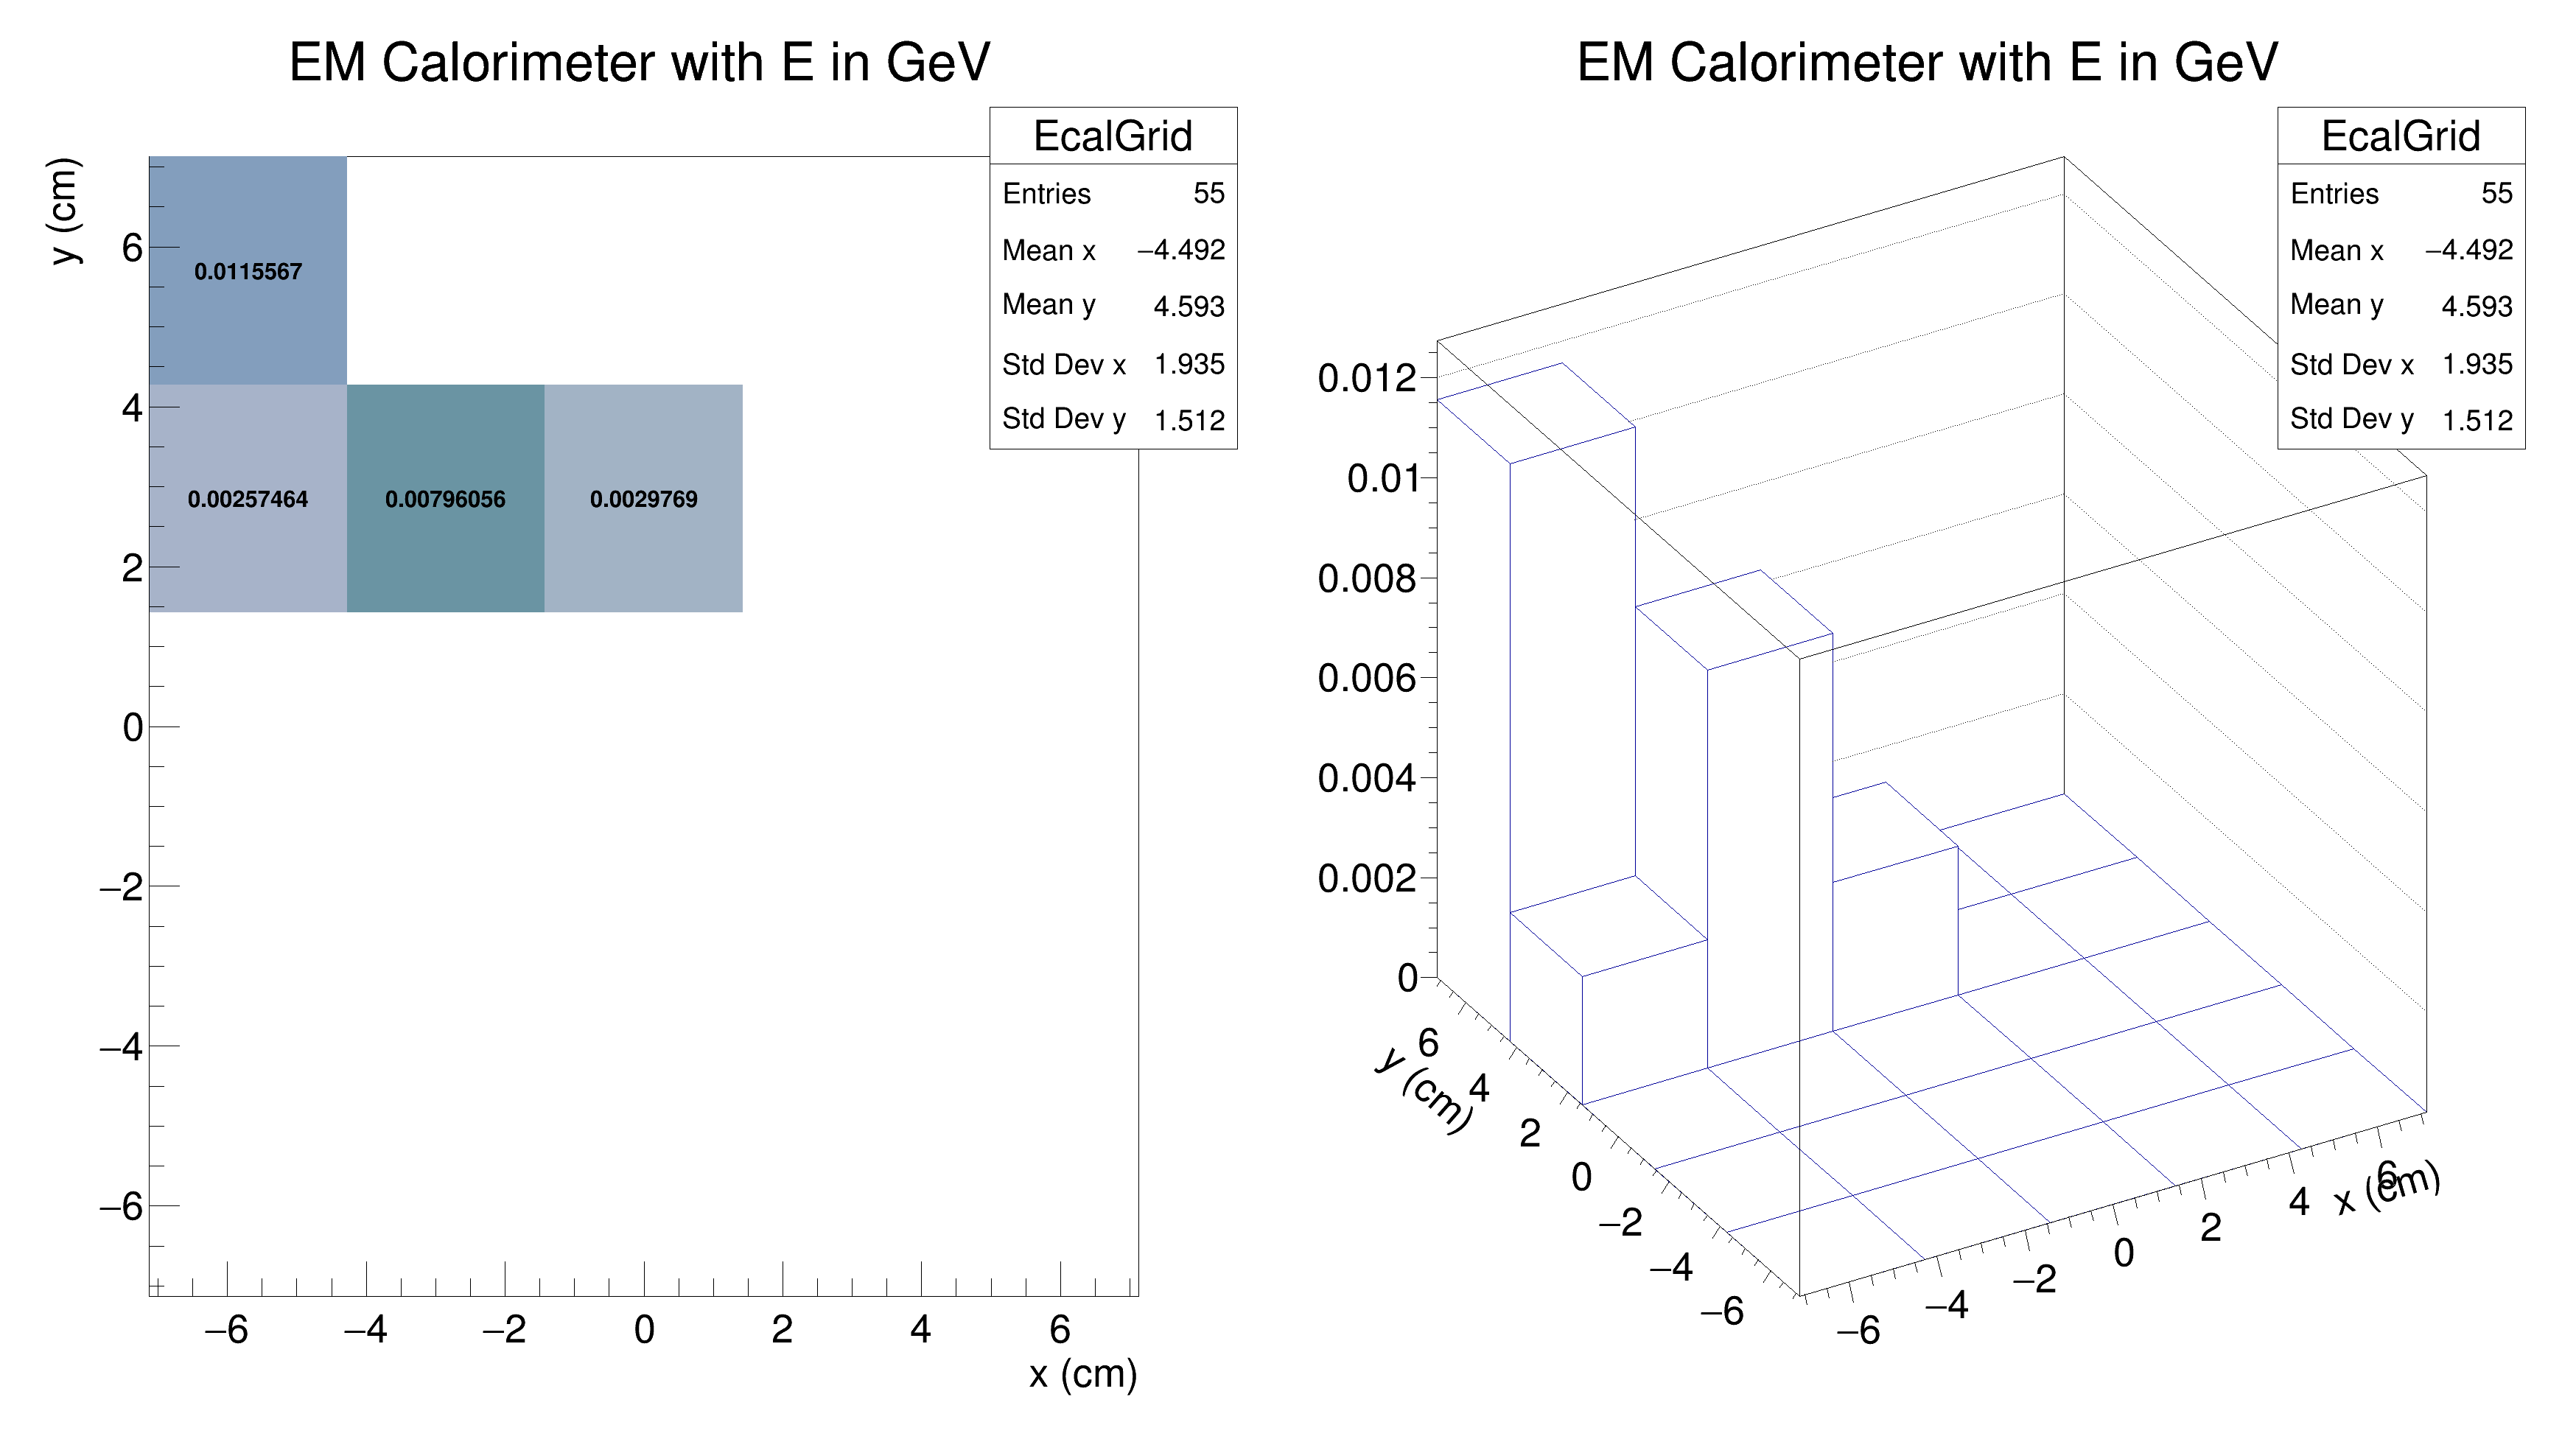 EM Calorimeter with E in GeV
EcalGrid
Entries 55
Mean x −4.492
Mean y 4.593
Std Dev x 1.935
Std Dev y 1.512
y (cm)
6
4
2
0
−2
−4
−6
0.0115567
0.00257464 0.00796056 0.0029769
−6 −4 −2 0 2 4 6
x (cm)
EM Calorimeter with E in GeV
EcalGrid
Entries 55
Mean x −4.492
Mean y 4.593
Std Dev x 1.935
Std Dev y 1.512
0.012
0.01
0.008
0.006
0.004
0.002
0
y (cm)
6
4
2
0
−2
−4
−6
−6 −4 −2 0 2 4 6
x (cm)